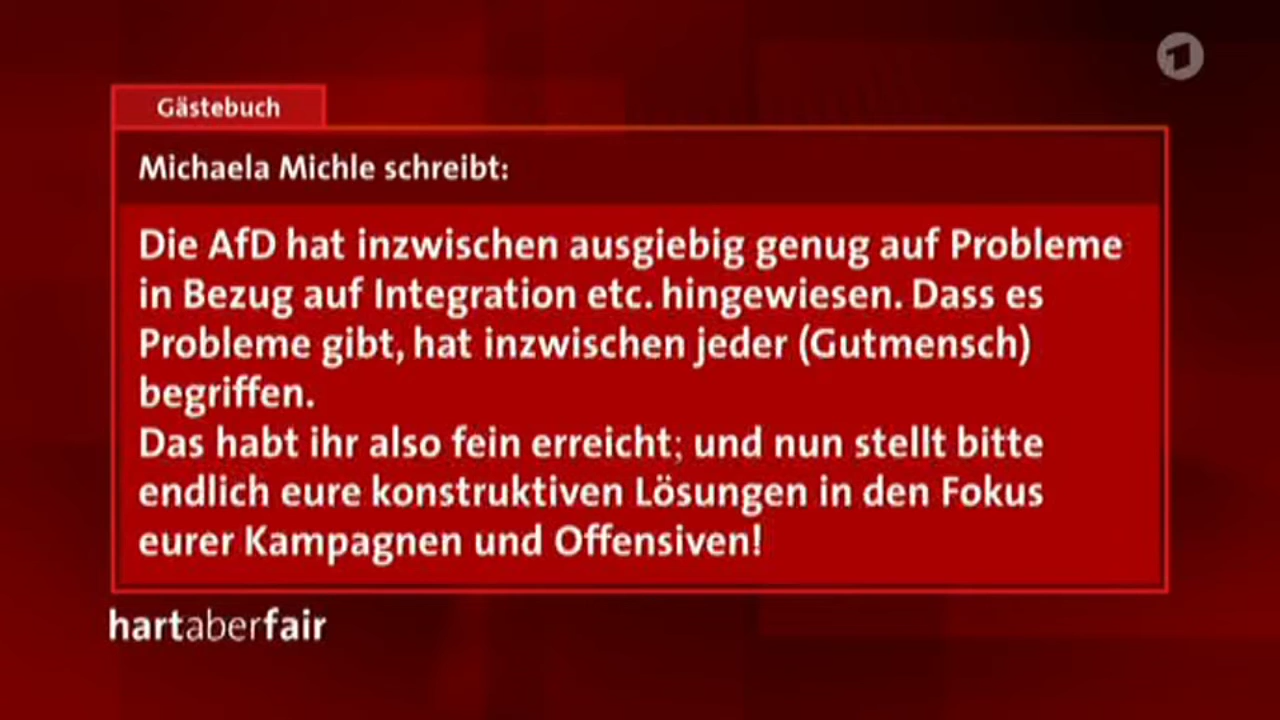 Gästebuch
Michaela Michle schreibt:
Die AfD hat inzwischen ausgiebig genug auf Probleme
in Bezug auf Integration etc. hingewiesen. Dass es
Probleme gibt, hat inzwischen jeder (Gutmensch)
begriffen.
Das habt ihr also fein erreicht; und nun stellt bitte
endlich eure konstruktiven Lösungen in den Fokus
eurer Kampagnen und Offensiven!
hartaberfair